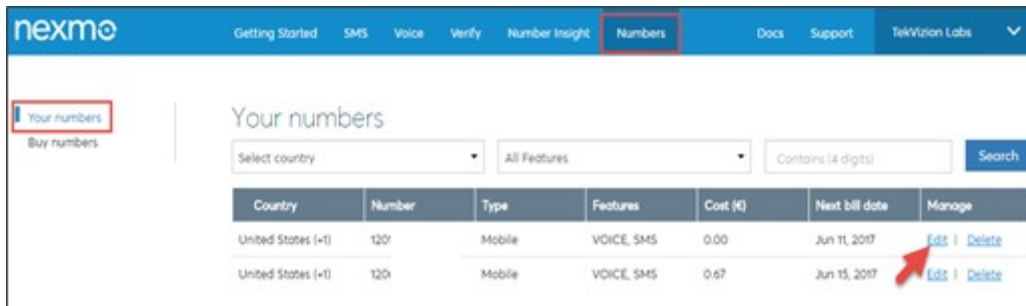 nexmo Getting Started SMS Voice Verify Number Insight Numbers Docs Support TekVizion Labs
Your numbers
Buy numbers
Your numbers
Select country All Features Contains (4 digits) Search
Country Number Type Features Cost (€) Next bill date Manage
United States (+1) 120 Mobile VOICE, SMS 0.00 Jun 11, 2017 Edit | Delete
United States (+1) 120 Mobile VOICE, SMS 0.67 Jun 15, 2017 Edit | Delete